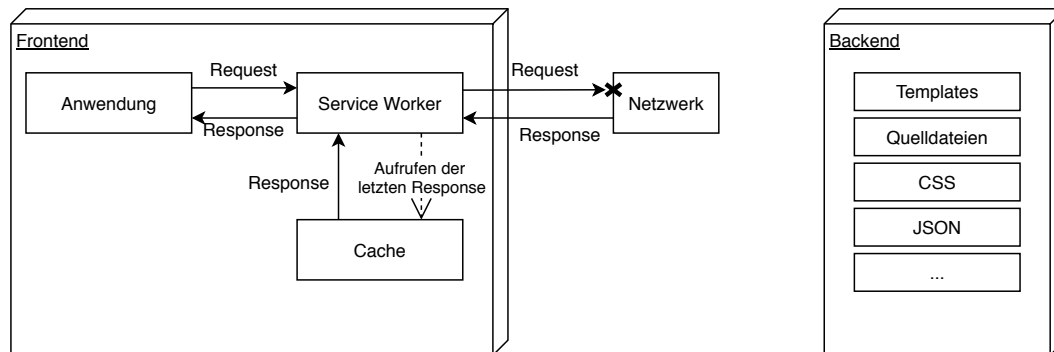 Frontend
Backend
Anwendung
Request
Response
Service Worker
Request
Response
Netzwerk
Response
Aufrufen der
letzten Response
Cache
Templates
Quelldateien
CSS
JSON
...